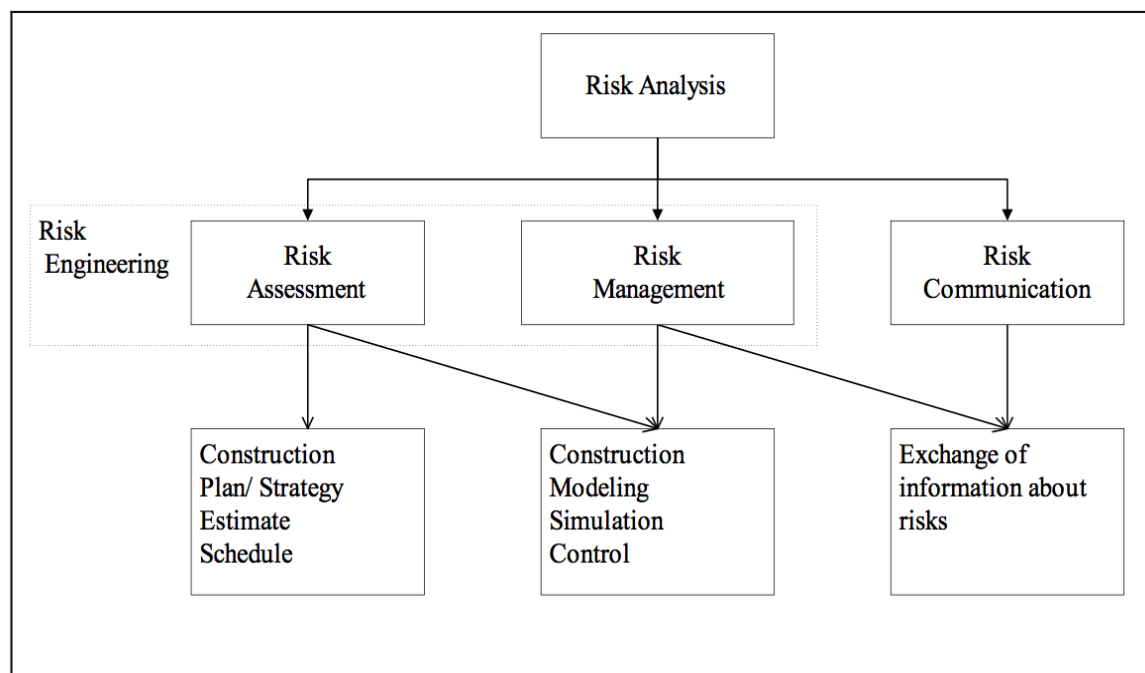 Risk Analysis
Risk
Engineering
Risk
Assessment
Risk
Management
Risk
Communication
Construction
Plan/ Strategy
Estimate
Schedule
Construction
Modeling
Simulation
Control
Exchange of
information about
risks